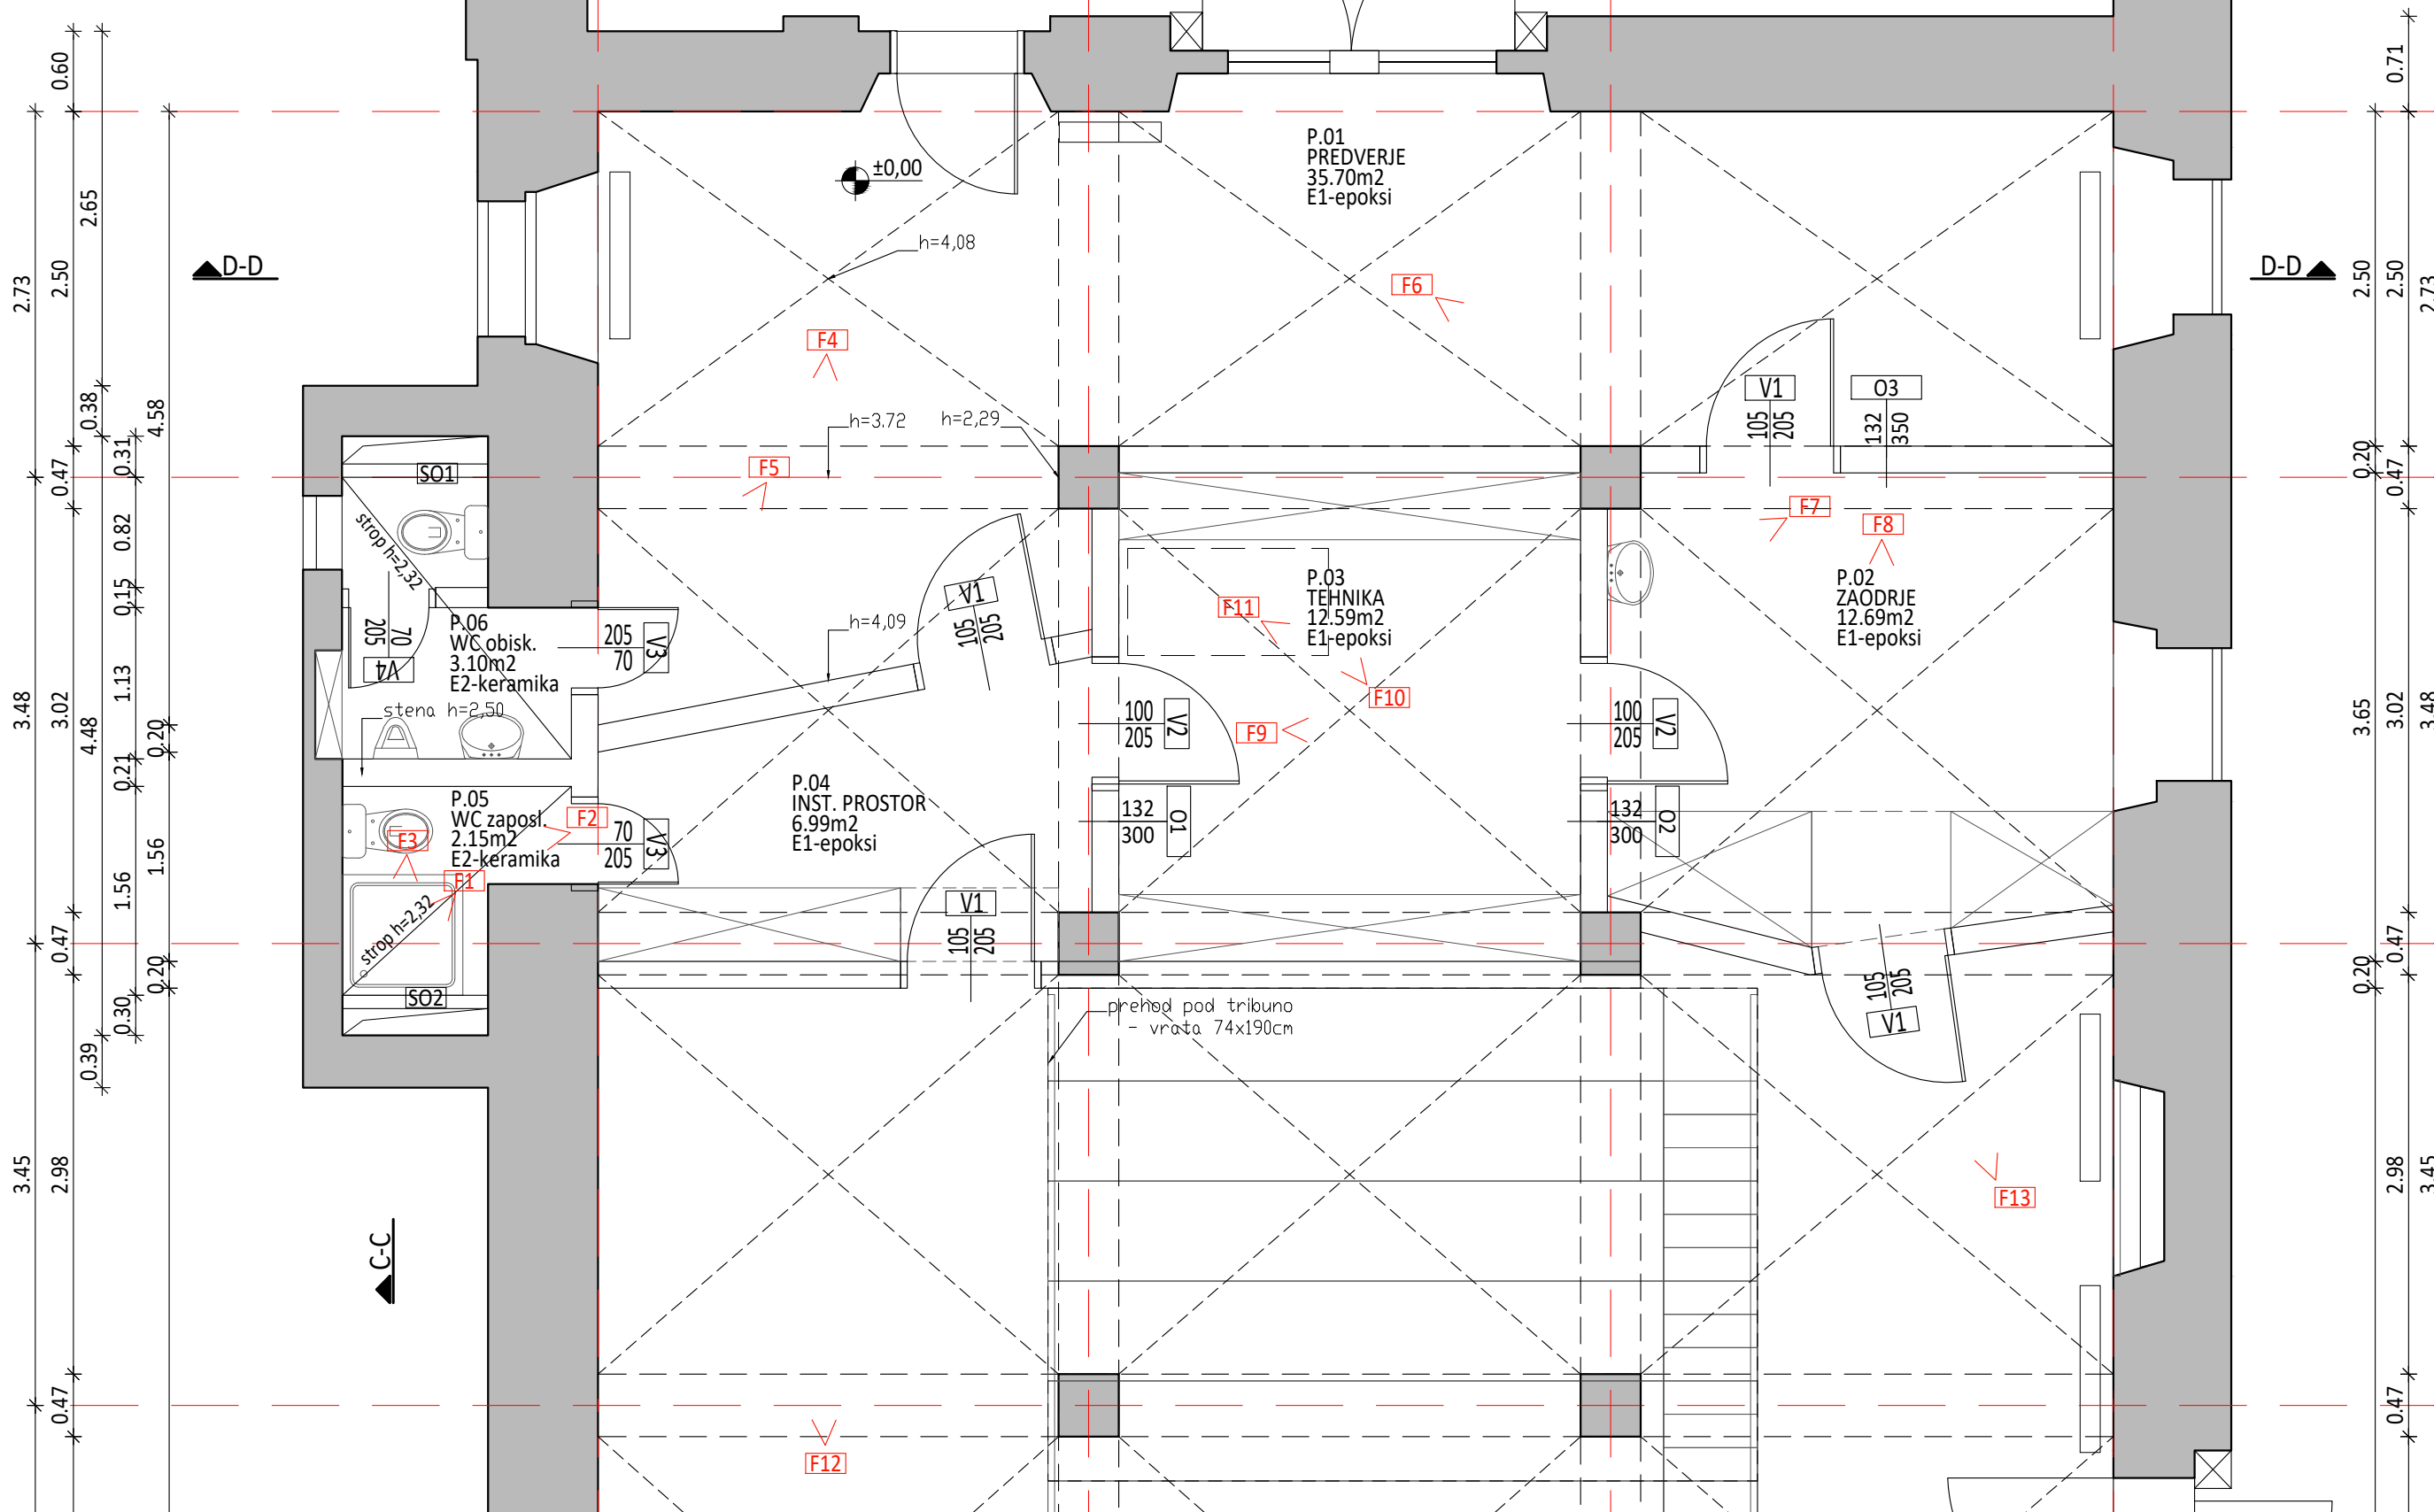 0.60
2.65
2.73
2.50
0.38
4.58
0.31
0.47
0.82
0,15
1.13
3.48
3.02
4.48
0.20
0.21
1.56
1.56
0.47
0.20
0.30
0.39
3.45
2.98
0.47
D-D
C-C
±0,00
h=4,08
P.01
PREDVERJE
35.70m2
E1-epoksi
F4
F6
h=3.72
h=2,29
F5
V1
105
205
O3
132
350
F7
F8
SO1
strop h=2,32
70
205
V4
P.06
WC obisk.
3.10m2
E2-keramika
205
70
V3
stena h=2,50
h=4,09
V1
105
205
P.03
TEHNIKA
12.59m2
E1-epoksi
F11
F10
F9
100
205
V2
100
205
V2
P.02
ZAODRJE
12.69m2
E1-epoksi
P.05
WC zaposl.
2.15m2
E2-keramika
F2
F3
F1
70
205
V3
strop h=2,32
SO2
P.04
INST. PROSTOR
6.99m2
E1-epoksi
132
300
O1
132
300
O2
V1
105
205
prehod pod tribuno
- vrata 74x190cm
105
205
V1
F13
F12
D-D
0.71
2.50
2.50
2.73
0.20
0.47
3.65
3.02
3.48
0.47
0.20
2.98
3.45
0.47